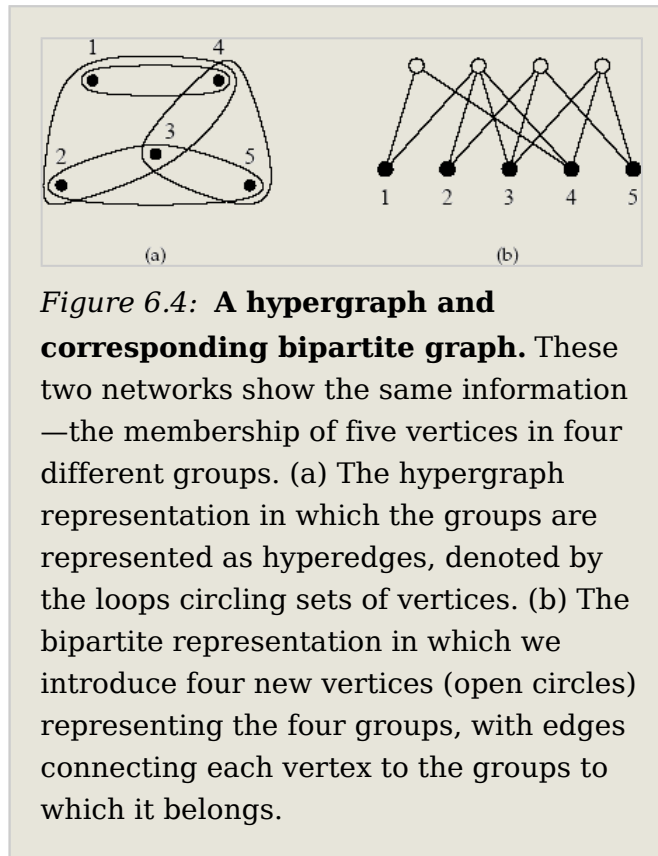 1 4
3
2 5
1 2 3 4 5
(a) (b)
Figure 6.4: A hypergraph and
corresponding bipartite graph. These
two networks show the same information
—the membership of five vertices in four
different groups. (a) The hypergraph
representation in which the groups are
represented as hyperedges, denoted by
the loops circling sets of vertices. (b) The
bipartite representation in which we
introduce four new vertices (open circles)
representing the four groups, with edges
connecting each vertex to the groups to
which it belongs.